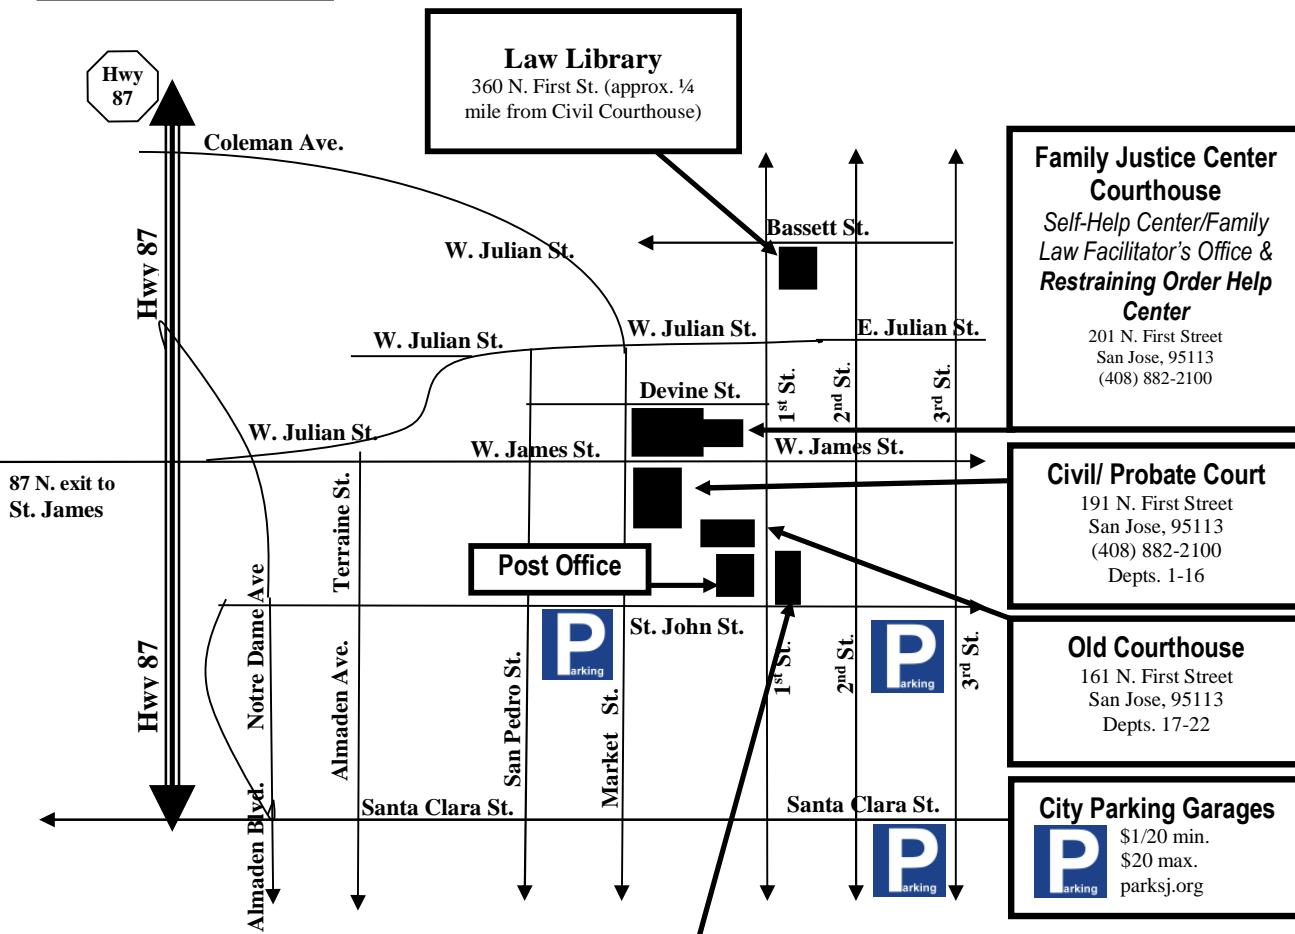 Hwy
87
Law Library
360 N. First St. (approx. ¼
mile from Civil Courthouse)
Coleman Ave.
Family Justice Center
Courthouse
Self-Help Center/Family
Law Facilitator's Office &
Restraining Order Help
Center
201 N. First Street
San Jose, 95113
(408) 882-2100
Hwy 87
W. Julian St.
Bassett St.
W. Julian St.
W. Julian St.
E. Julian St.
Devine St.
1st St.
2nd St.
3rd St.
W. Julian St.
W. James St.
W. James St.
87 N. exit to
St. James
Civil/ Probate Court
191 N. First Street
San Jose, 95113
(408) 882-2100
Depts. 1-16
Terraine St.
Post Office
Notre Dame Ave
St. John St.
P
Parking
P
Parking
Hwy 87
Almaden Ave.
San Pedro St.
Market St.
1st St.
2nd St.
3rd St.
Old Courthouse
161 N. First Street
San Jose, 95113
Depts. 17-22
Almaden Blvd.
Santa Clara St.
Santa Clara St.
P
Parking
City Parking Garages
P
Parking
$1/20 min.
$20 max.
parksj.org